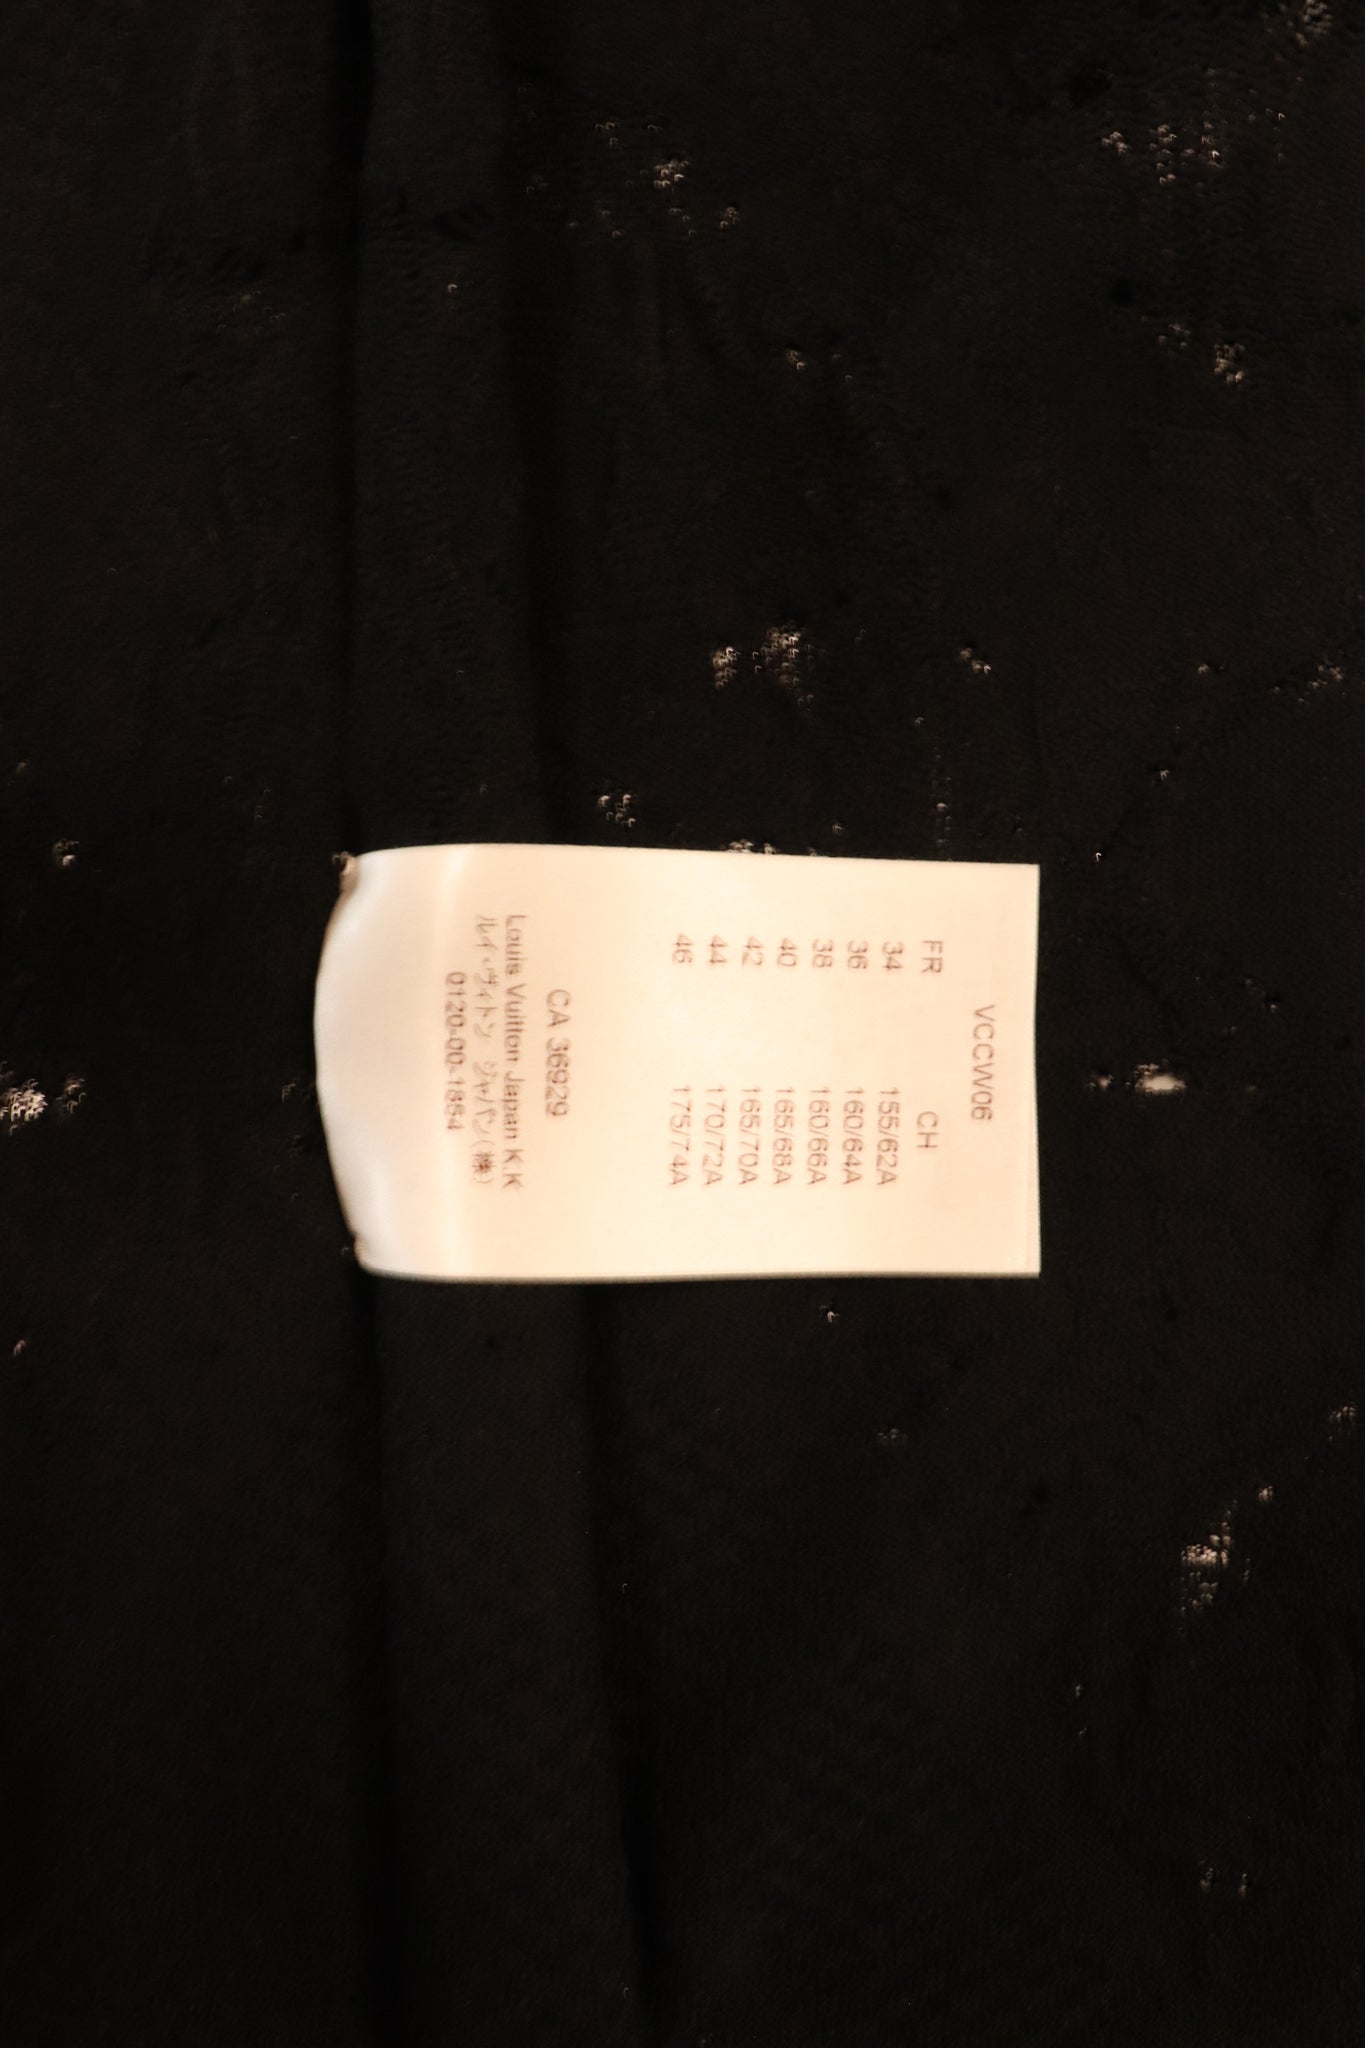 VCCW06
FR CH
34 155/62A
36 160/64A
38 160/66A
40 165/68A
42 165/70A
44 170/72A
46 175/74A
CA 36929
Louis Vuitton Japan K.K
ルイ・ヴィトン ジャパン(株)
0120-00-1854